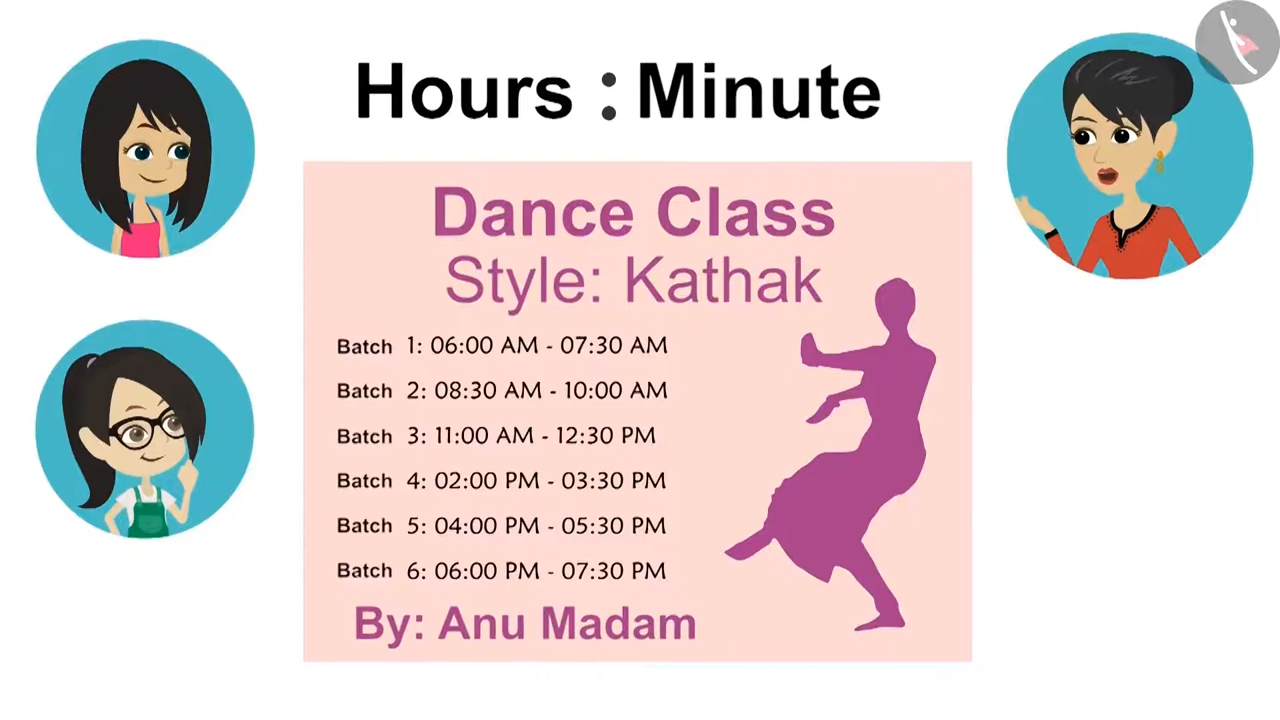 Hours : Minute
Dance Class
Style: Kathak
Batch 1: 06:00 AM - 07:30 AM
Batch 2: 08:30 AM - 10:00 AM
Batch 3: 11:00 AM - 12:30 PM
Batch 4: 02:00 PM - 03:30 PM
Batch 5: 04:00 PM - 05:30 PM
Batch 6: 06:00 PM - 07:30 PM
By: Anu Madam